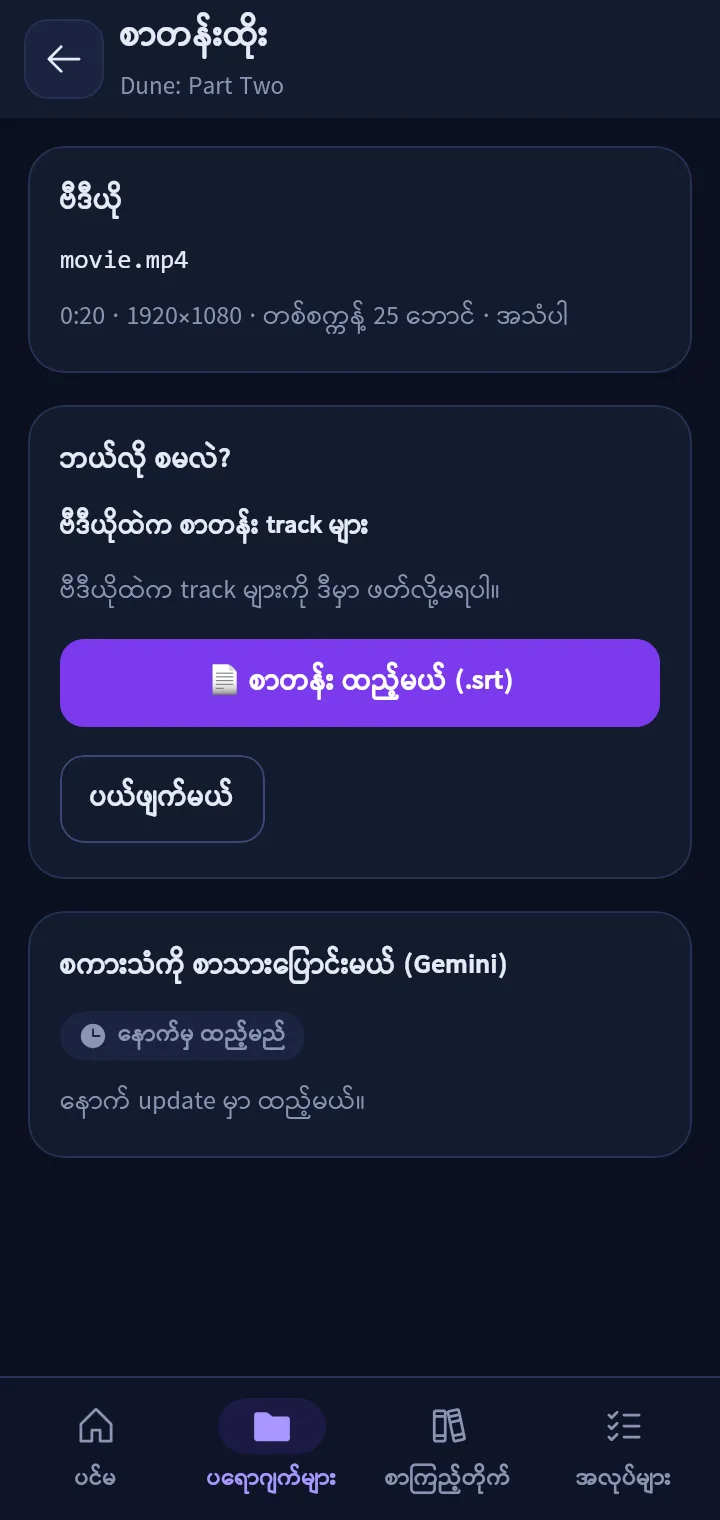 စာတန်းထိုး
Dune: Part Two
ဗီဒီယို
movie.mp4
0:20 · 1920×1080 · တစ်စက္ကန့် 25 ဘောင် · အသံပါ
ဘယ်လို စမလဲ?
ဗီဒီယိုထဲက စာတန်း track များ
ဗီဒီယိုထဲက track များကို ဒီမှာ ဖတ်လို့မရပါ။
📄 စာတန်း ထည့်မယ် (.srt)
ပယ်ဖျက်မယ်
စကားသံကို စာသားပြောင်းမယ် (Gemini)
နောက်မှ ထည့်မည်
နောက် update မှာ ထည့်မယ်။
ပင်မ
ပရောဂျက်များ
စာကြည့်တိုက်
အလုပ်များ